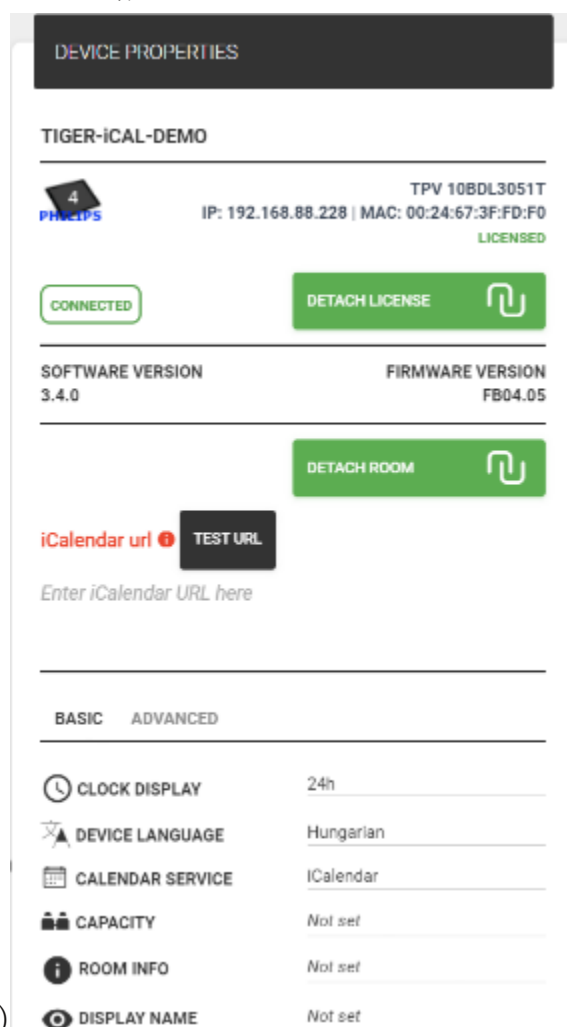 DEVICE PROPERTIES
TIGER-iCAL-DEMO
4
PHILIPS
TPV 10BDL3051T
IP: 192.168.88.228 | MAC: 00:24:67:3F:FD:F0
LICENSED
CONNECTED
DETACH LICENSE
SOFTWARE VERSION FIRMWARE VERSION
3.4.0 FB04.05
DETACH ROOM
iCalendar url TEST URL
Enter iCalendar URL here
BASIC ADVANCED
CLOCK DISPLAY 24h
DEVICE LANGUAGE Hungarian
CALENDAR SERVICE ICalendar
CAPACITY Not set
ROOM INFO Not set
DISPLAY NAME Not set